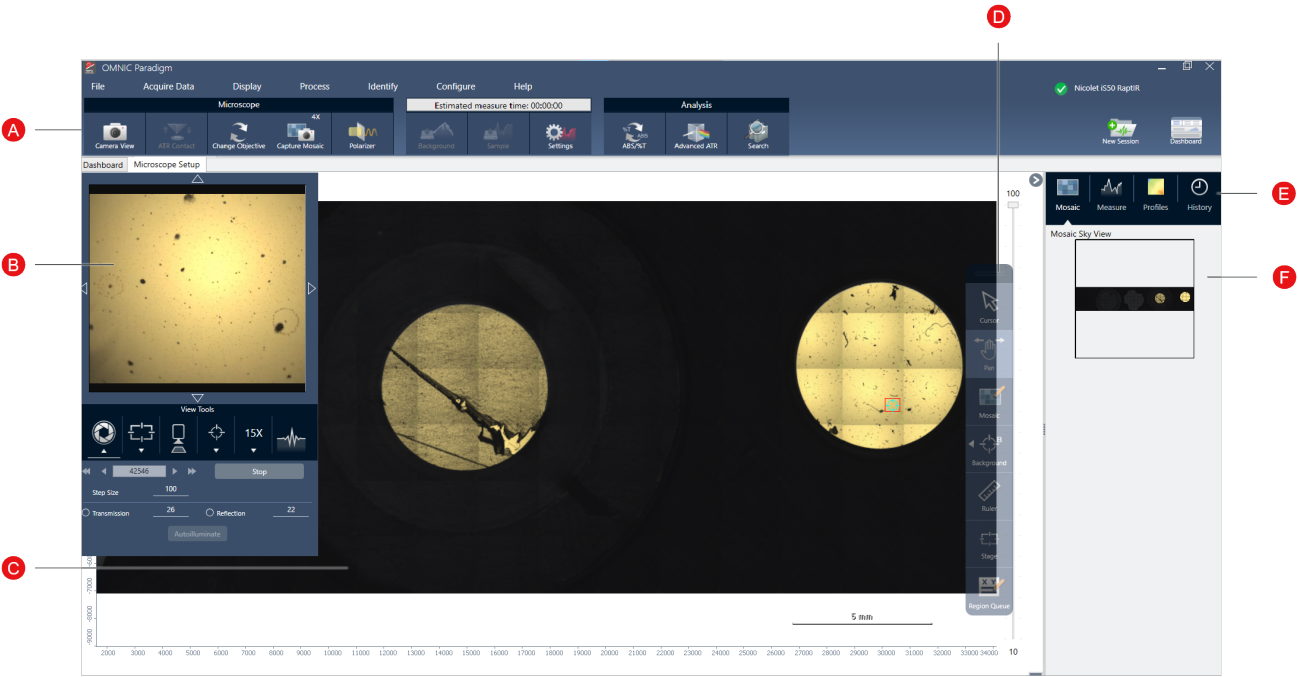 D
OMNIC Paradigm
File Acquire Data Display Process Identify Configure Help
Nicolet iS50 RaptIR
Microscope
Estimated measure time: 00:00:00
Analysis
A
4X
%T ABS
Camera View ATR Contact Change Objective Capture Mosaic Polarizer Background Sample Settings ABS/%T Advanced ATR Search
New Session Dashboard
Dashboard Microscope Setup
100
Mosaic Measure Profiles History
E
Mosaic Sky View
B
F
Cursor
Pan
Mosaic
B
Background
Ruler
Stage
X Y
Region Queue
View Tools
15X
42546 Stop
Step Size 100
Transmission 26 Reflection 22
Autoilluminate
C
-7000
-8000
-9000
5 mm
2000 3000 4000 5000 6000 7000 8000 9000 10000 11000 12000 13000 14000 15000 16000 17000 18000 19000 20000 21000 22000 23000 24000 25000 26000 27000 28000 29000 30000 31000 32000 33000 34000
10